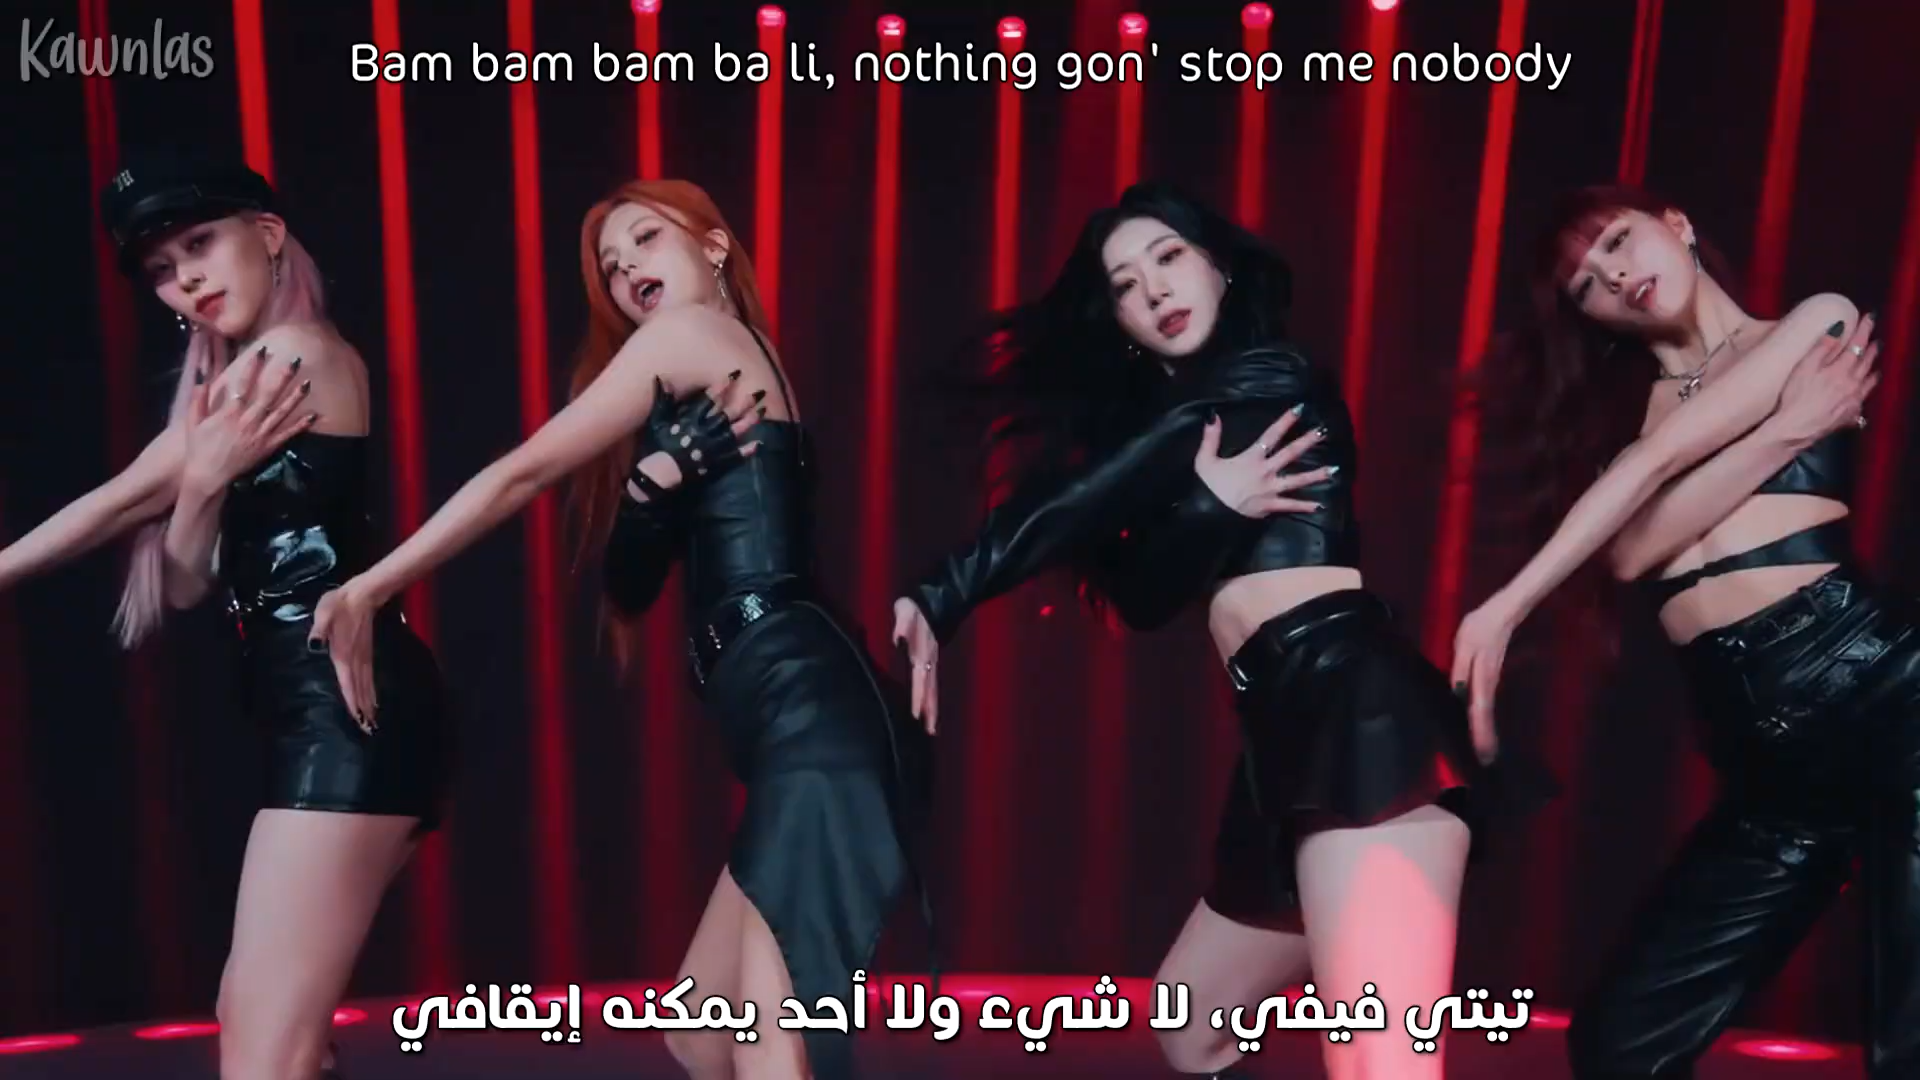 Kawnlas
Bam bam bam ba li, nothing gon' stop me nobody
تيتي فيفي، لا شيء ولا أحد يمكنه إيقافي